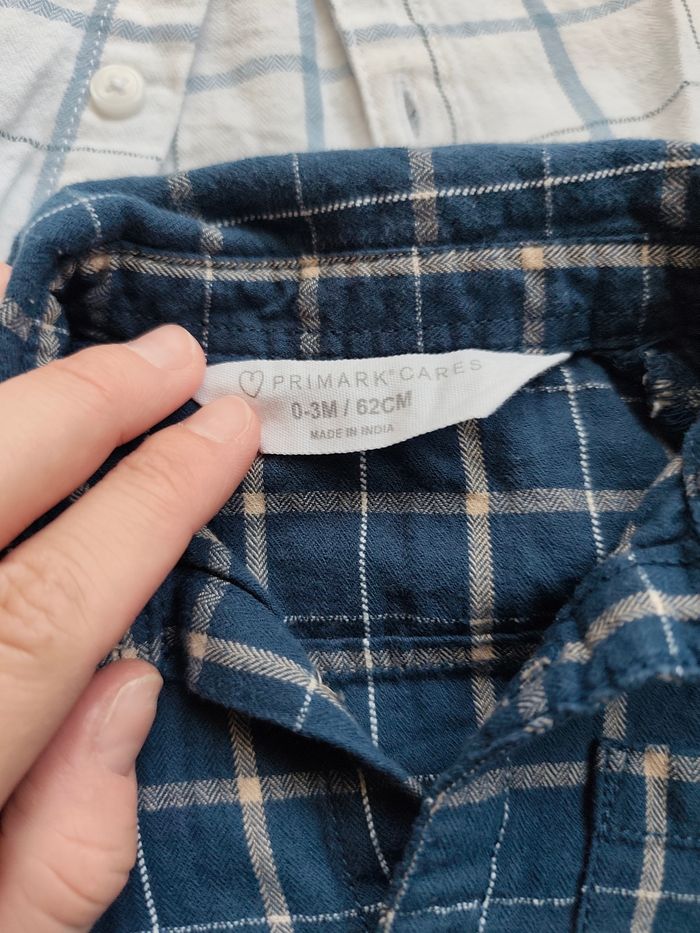 PRIMARK® CARES
0-3M / 62CM
MADE IN INDIA